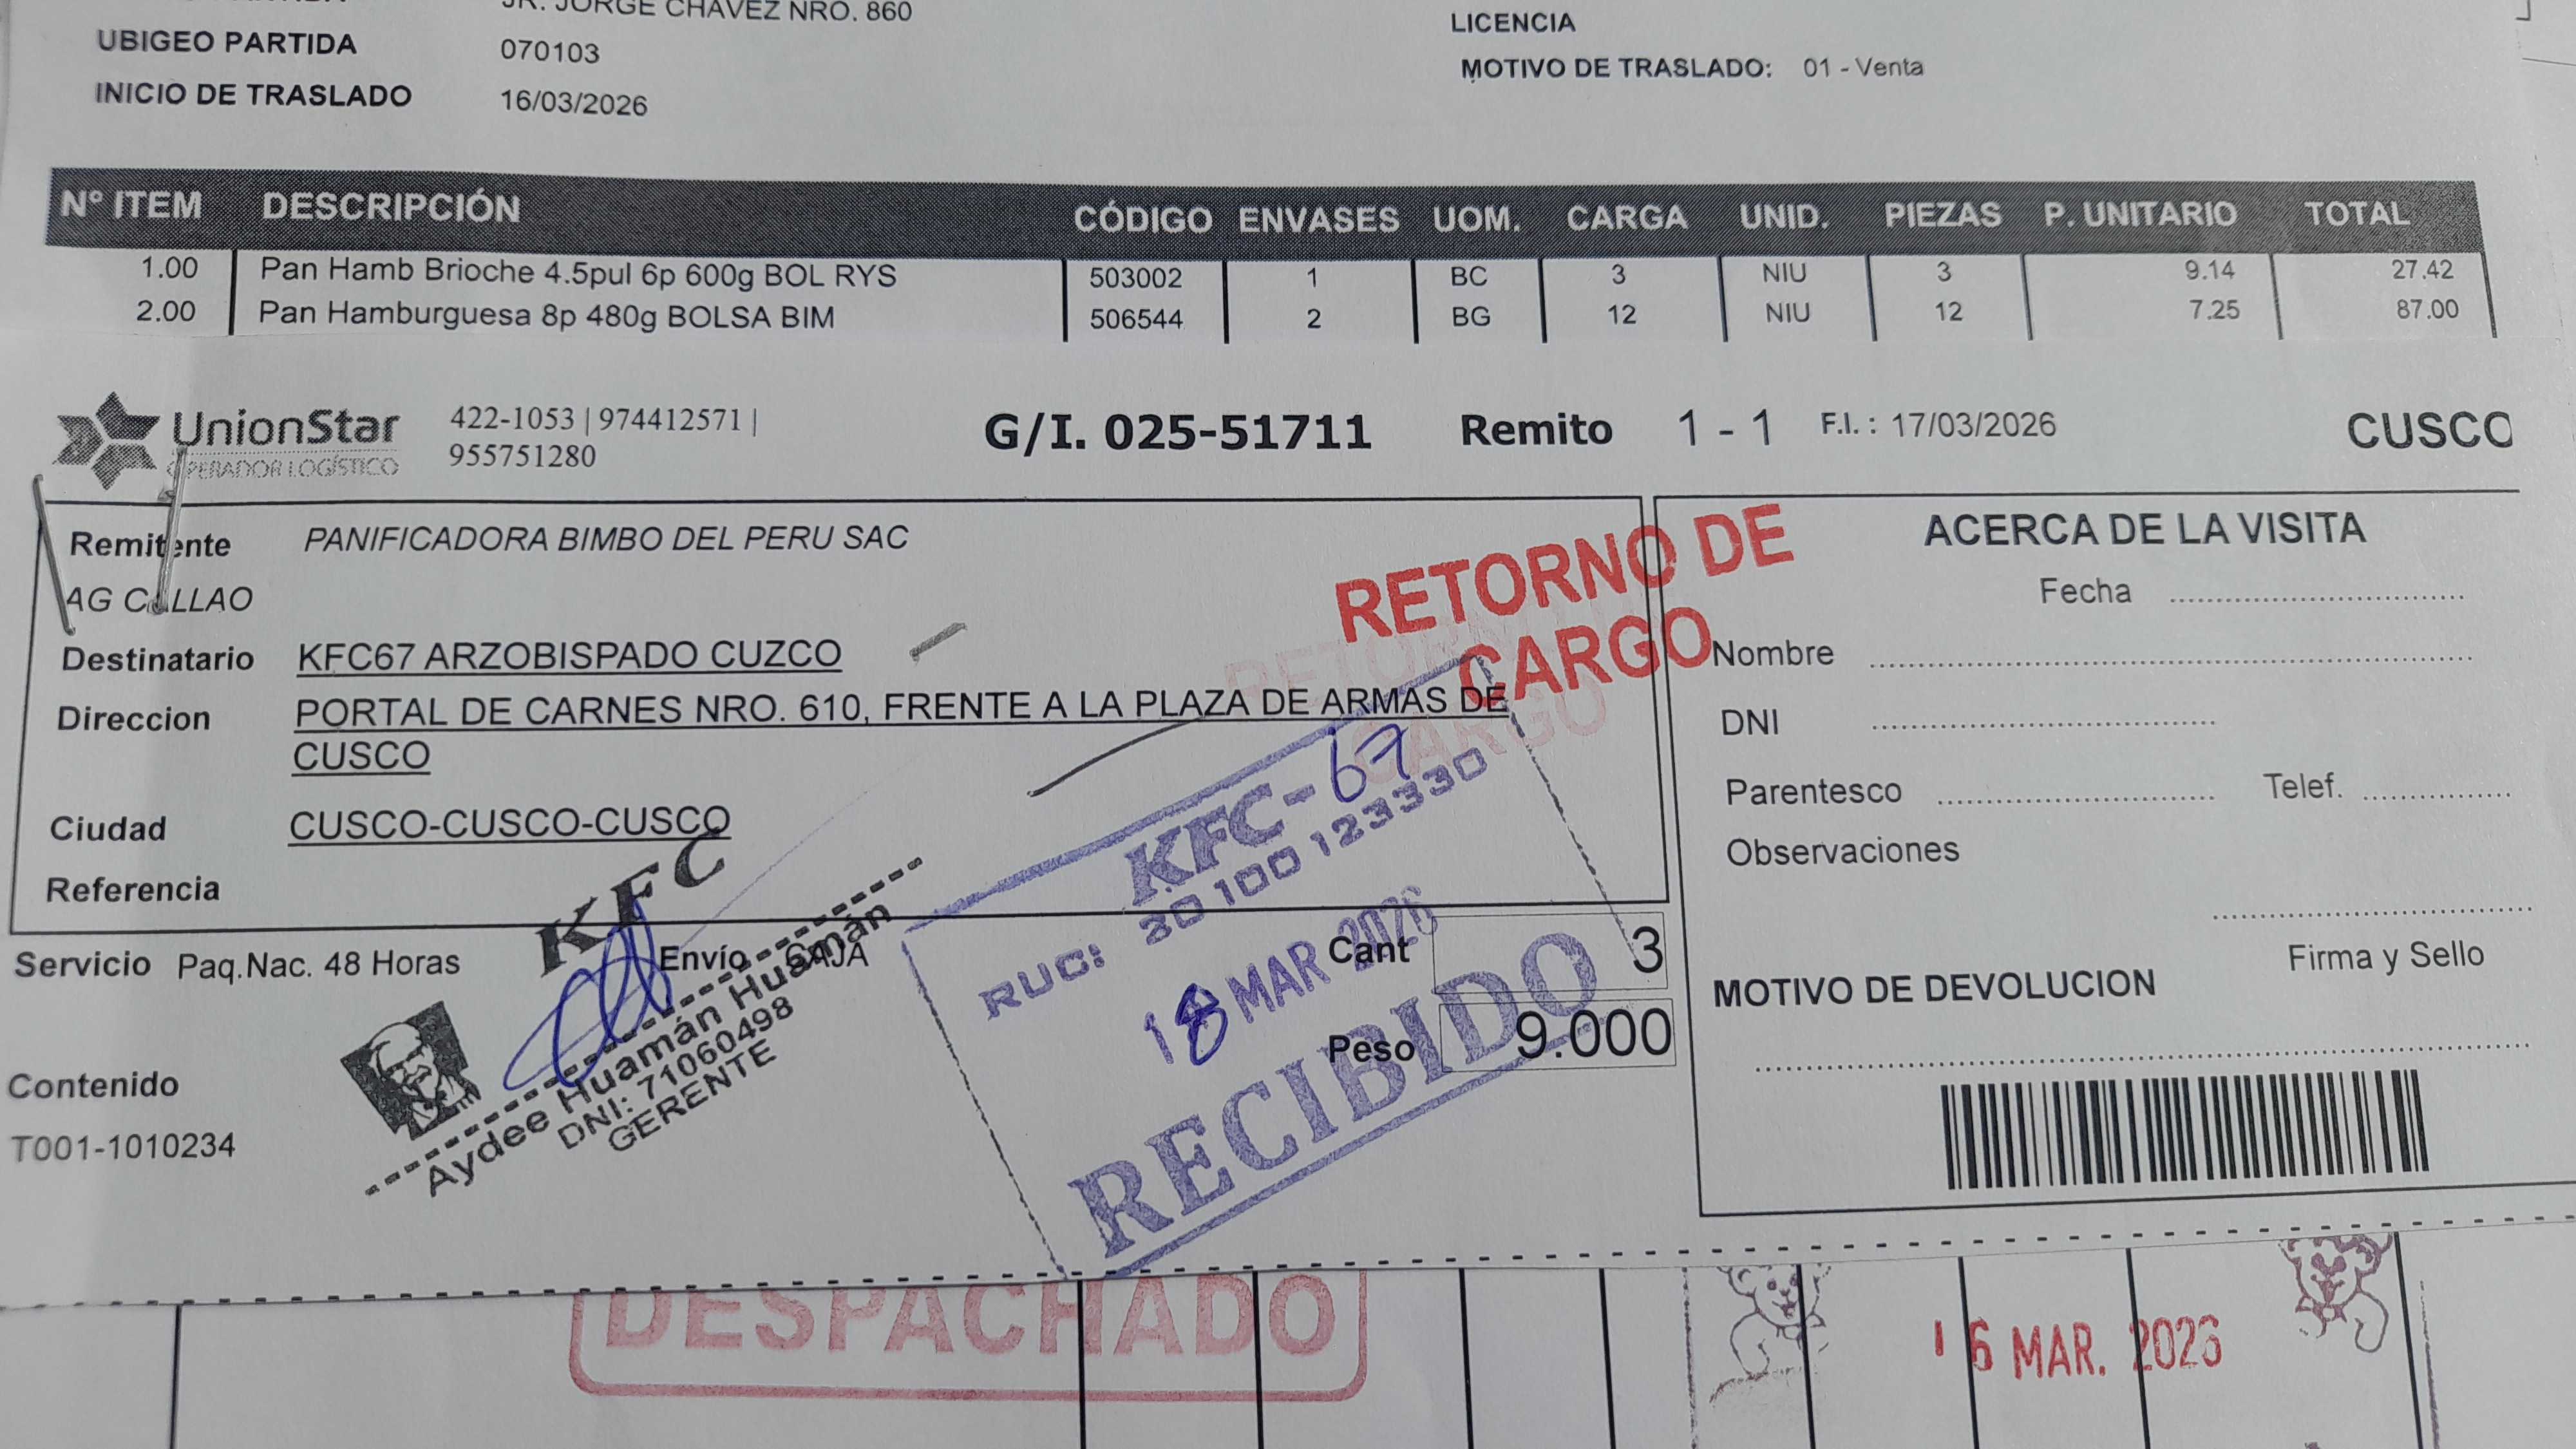 JR. JORGE CHAVEZ NRO. 860
UBIGEO PARTIDA 070103
INICIO DE TRASLADO 16/03/2026
LICENCIA
MOTIVO DE TRASLADO: 01 - Venta
N° ITEM DESCRIPCIÓN CÓDIGO ENVASES UOM. CARGA UNID. PIEZAS P. UNITARIO TOTAL
1.00 Pan Hamb Brioche 4.5pul 6p 600g BOL RYS 503002 1 BC 3 NIU 3 9.14 27.42
2.00 Pan Hamburguesa 8p 480g BOLSA BIM 506544 2 BG 12 NIU 12 7.25 87.00
UnionStar
OPERADOR LOGÍSTICO
422-1053 | 974412571 |
955751280
G/I. 025-51711 Remito 1 - 1 F.I. : 17/03/2026 CUSCO
Remitente PANIFICADORA BIMBO DEL PERU SAC
AG CALLAO
Destinatario KFC67 ARZOBISPADO CUZCO
Direccion PORTAL DE CARNES NRO. 610, FRENTE A LA PLAZA DE ARMAS DE
CUSCO
Ciudad CUSCO-CUSCO-CUSCO
Referencia
RETORNO DE
CARGO
RETORNO
CARGO
Servicio Paq.Nac. 48 Horas Envío CAJA Cant 3
Peso 9.000
Contenido
T001-1010234
KFC
Aydee Huamán Huamán
DNI: 71060498
GERENTE
KFC- 67
RUC: 20100123330
18 MAR 2026
RECIBIDO
ACERCA DE LA VISITA
Fecha
Nombre
DNI
Parentesco Telef.
Observaciones
Firma y Sello
MOTIVO DE DEVOLUCION
DESPACHADO
16 MAR. 2026